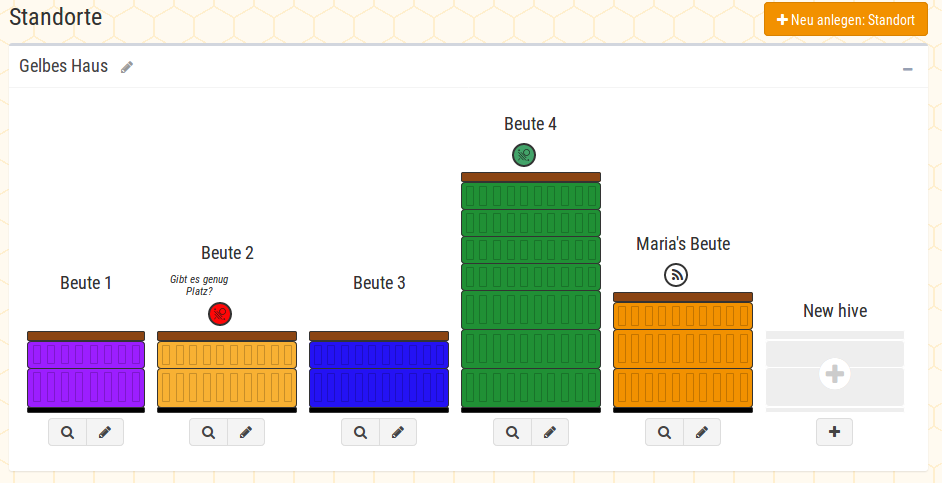 Standorte
Neu anlegen: Standort
Gelbes Haus
Beute 1
Beute 2
Gibt es genug
Platz?
Beute 3
Beute 4
Maria's Beute
New hive